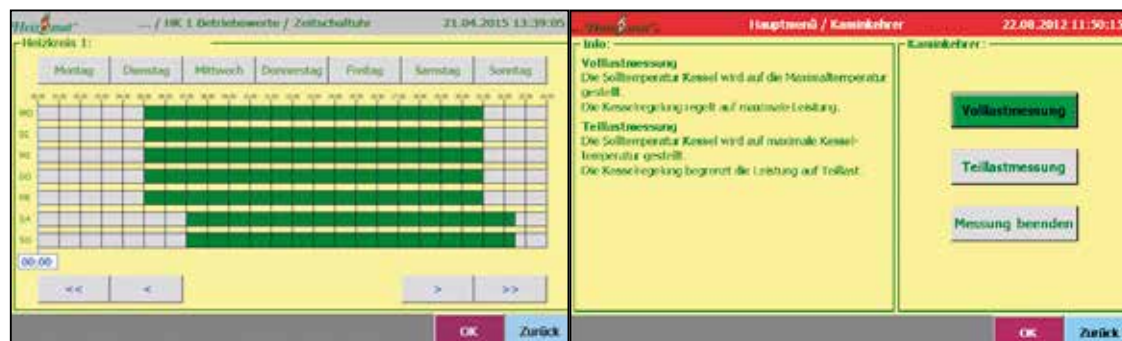 ... / HK 1 Betriebswerte / Zeitschaltuhr 21.04.2015 13:39:05
Heizkreis 1:
Montag Dienstag Mittwoch Donnerstag Freitag Samstag Sonntag
MO
DI
MI
DO
FR
SA
SO
00:00
<< < > >>
OK Zurück
Hauptmenü / Kaminkehrer 22.08.2012 11:50:15
Info:
Volllastmessung
Die Solltemperatur Kessel wird auf die Maximaltemperatur
gestellt.
Die Kesselregelung regelt auf maximale Leistung.
Teillastmessung
Die Solltemperatur Kessel wird auf maximale Kessel-
temperatur gestellt.
Die Kesselregelung begrenzt die Leistung auf Teillast.
Kaminkehrer:
Volllastmessung
Teillastmessung
Messung beenden
OK Zurück